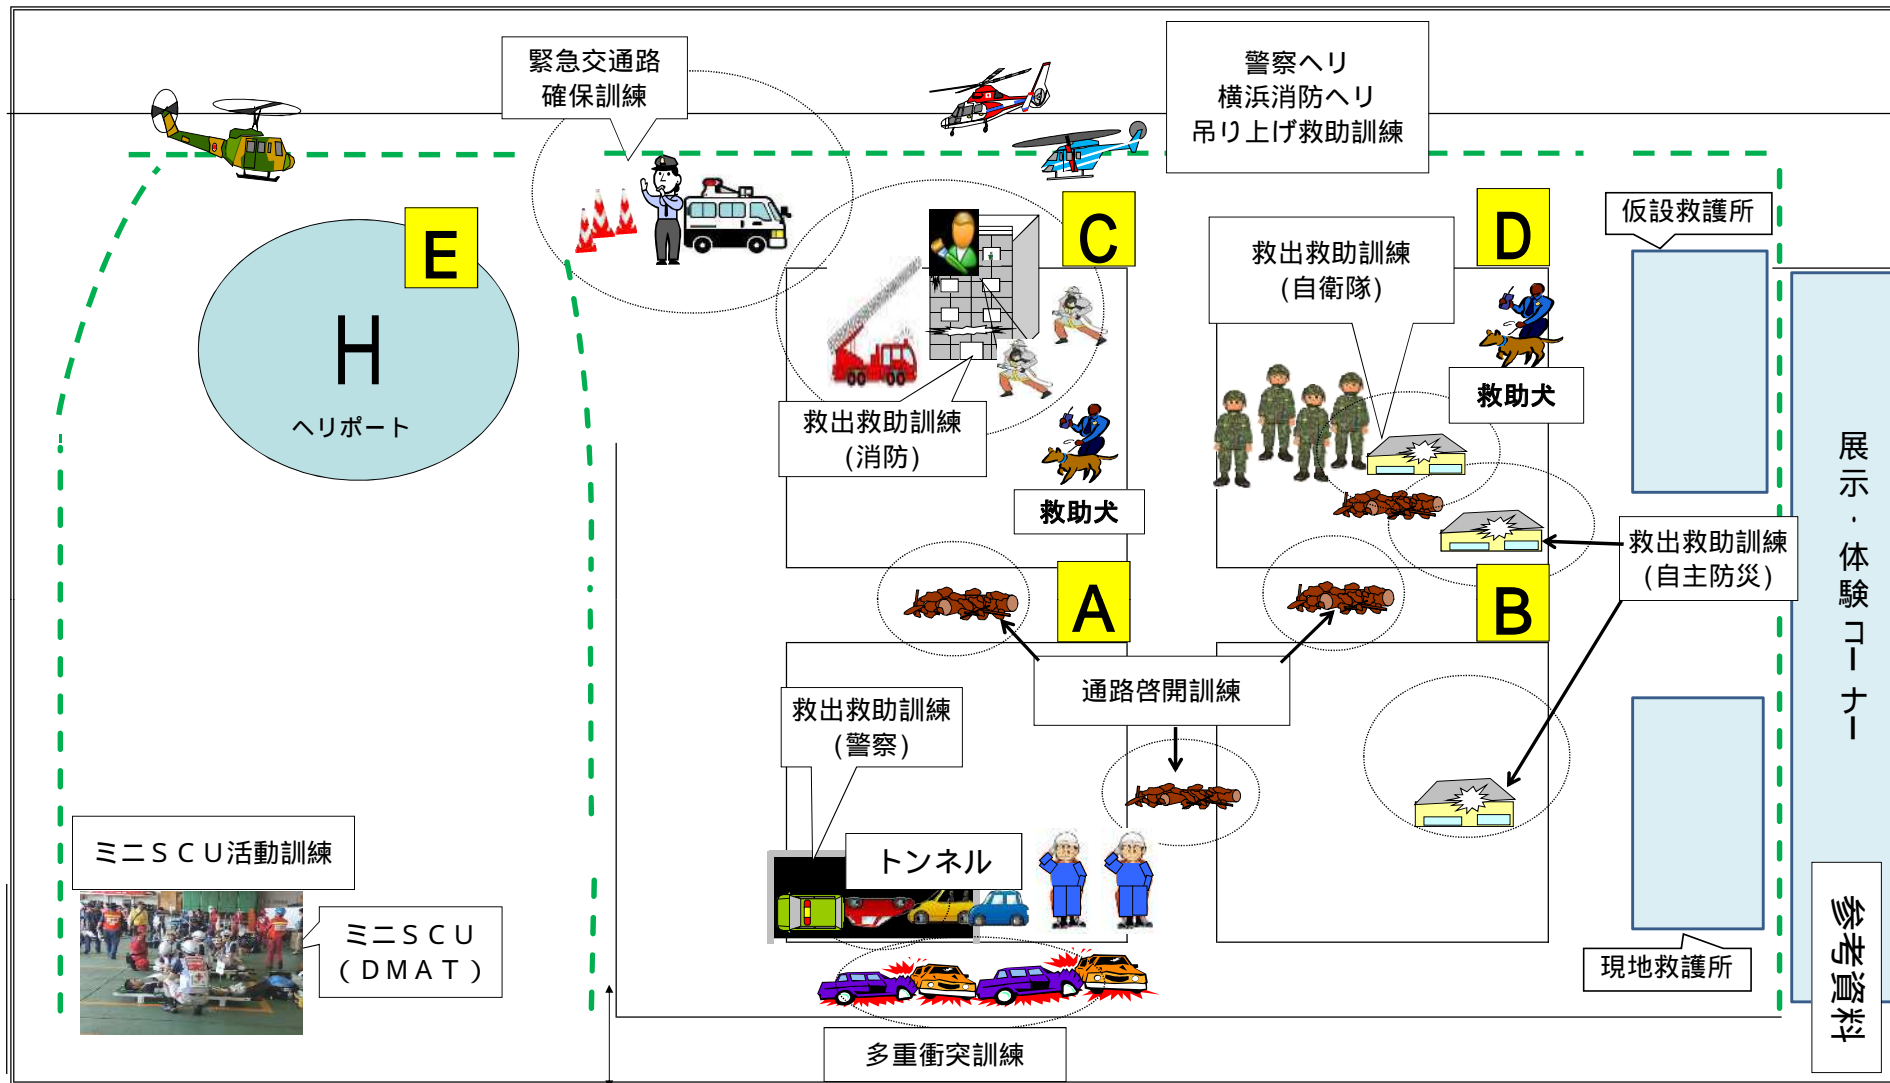 緊急交通路
確保訓練
警察ヘリ
横浜消防ヘリ
吊り上げ救助訓練
E
H
ヘリポート
C
救出救助訓練
(消防)
救助犬
D
救出救助訓練
(自衛隊)
救助犬
仮設救護所
展示・体験コーナー
救出救助訓練
(自主防災)
A
B
通路啓開訓練
救出救助訓練
(警察)
トンネル
ミニＳＣＵ活動訓練
ミニＳＣＵ
(ＤＭＡＴ)
多重衝突訓練
現地救護所
参考資料